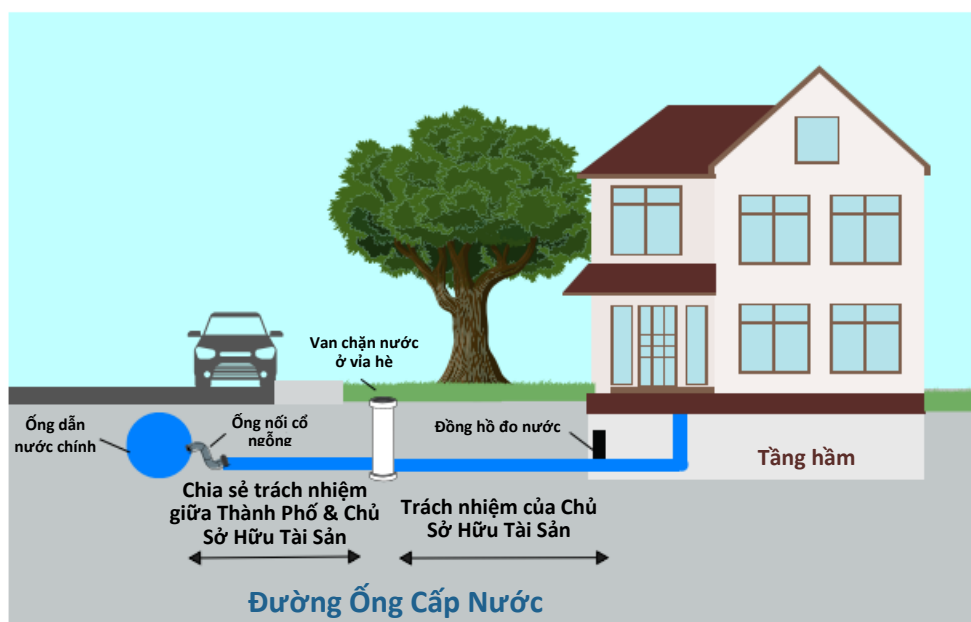 Van chặn nước
ở vỉa hè
Ống dẫn
nước chính
Ống nối cổ
ngỗng
Đồng hồ đo nước
Tầng hầm
Chia sẻ trách nhiệm
giữa Thành Phố & Chủ
Sở Hữu Tài Sản
Trách nhiệm của Chủ
Sở Hữu Tài Sản
Đường Ống Cấp Nước